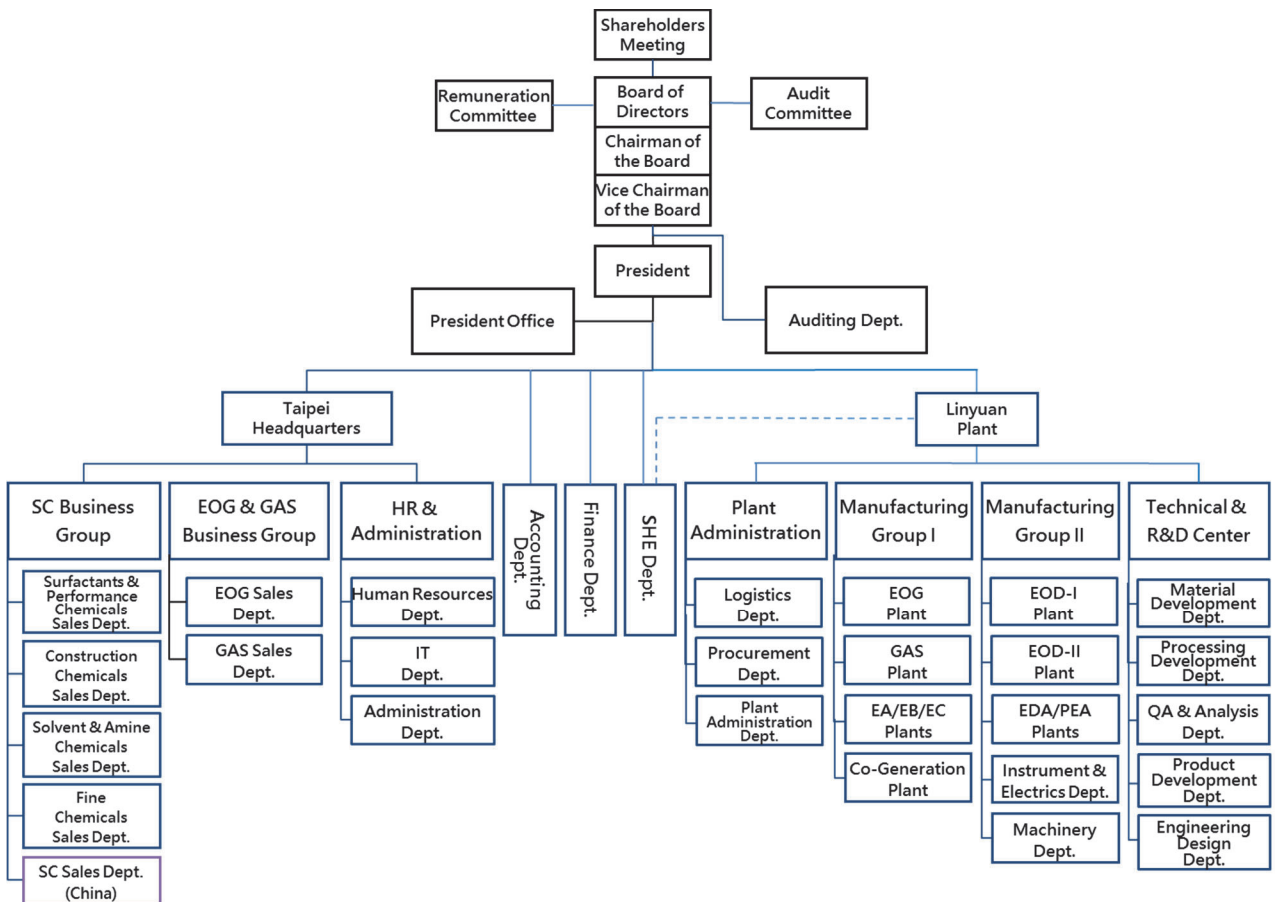 Shareholders
Meeting
Remuneration
Committee
Board of
Directors
Audit
Committee
Chairman of
the Board
Vice Chairman
of the Board
President
President Office
Auditing Dept.
Taipei
Headquarters
Linyuan
Plant
SC Business
Group
EOG & GAS
Business Group
HR &
Administration
Accounting
Dept.
Finance Dept.
SHE Dept.
Plant
Administration
Manufacturing
Group I
Manufacturing
Group II
Technical &
R&D Center
Surfactants &
Performance
Chemicals
Sales Dept.
Construction
Chemicals
Sales Dept.
Solvent & Amine
Chemicals
Sales Dept.
Fine
Chemicals
Sales Dept.
SC Sales Dept.
(China)
EOG Sales
Dept.
GAS Sales
Dept.
Human Resources
Dept.
IT
Dept.
Administration
Dept.
Logistics
Dept.
Procurement
Dept.
Plant
Administration
Dept.
EOG
Plant
GAS
Plant
EA/EB/EC
Plants
Co-Generation
Plant
EOD-I
Plant
EOD-II
Plant
EDA/PEA
Plants
Instrument &
Electrics Dept.
Machinery
Dept.
Material
Development
Dept.
Processing
Development
Dept.
QA & Analysis
Dept.
Product
Development
Dept.
Engineering
Design
Dept.